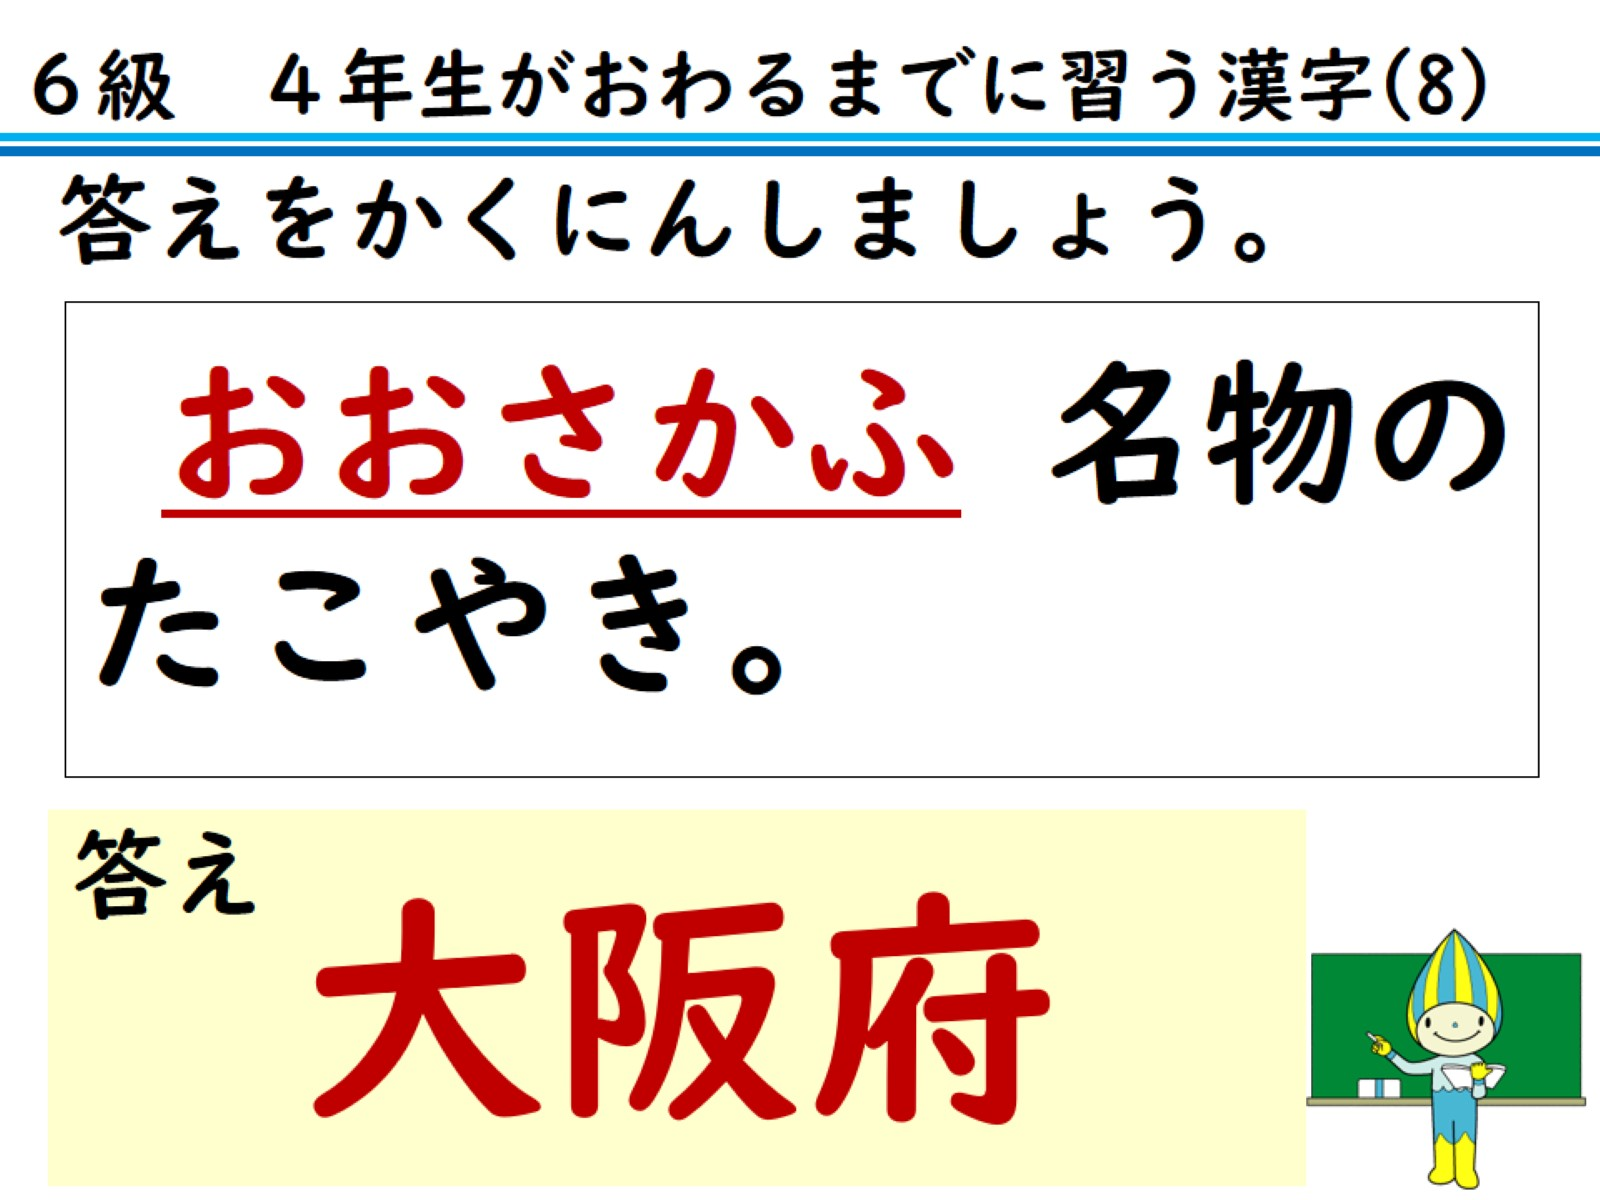 ６級　４年生がおわるまでに習う漢字(8)
答えをかくにんしましょう。
おおさかふ 名物の
たこやき。
答え
大阪府